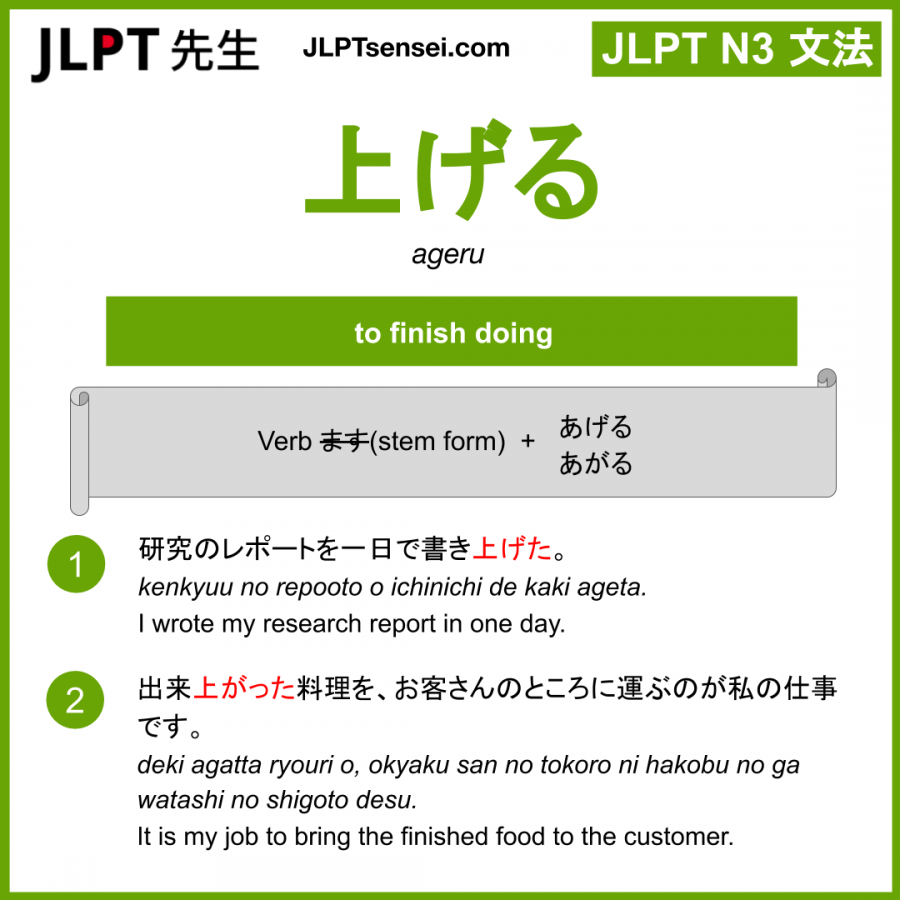 JLPT 先生
JLPTsensei.com
JLPT N3 文法
上げる
ageru
to finish doing
Verb ます(stem form) + あげる
あがる
1
研究のレポートを一日で書き上げた。
kenkyuu no repooto o ichinichi de kaki ageta.
I wrote my research report in one day.
2
出来上がった料理を、お客さんのところに運ぶのが私の仕事
です。
deki agatta ryouri o, okyaku san no tokoro ni hakobu no ga
watashi no shigoto desu.
It is my job to bring the finished food to the customer.